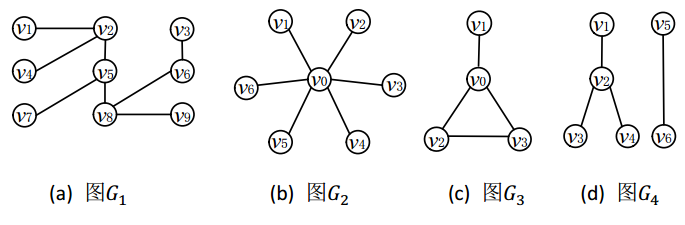 v1 v2 v3 v1 v2 v1 v1 v5
v4 v5 v6 v6 v0 v3 v0 v2
v7 v8 v9 v5 v4 v2 v3 v3 v4 v6
(a) 图G1 (b) 图G2 (c) 图G3 (d) 图G4